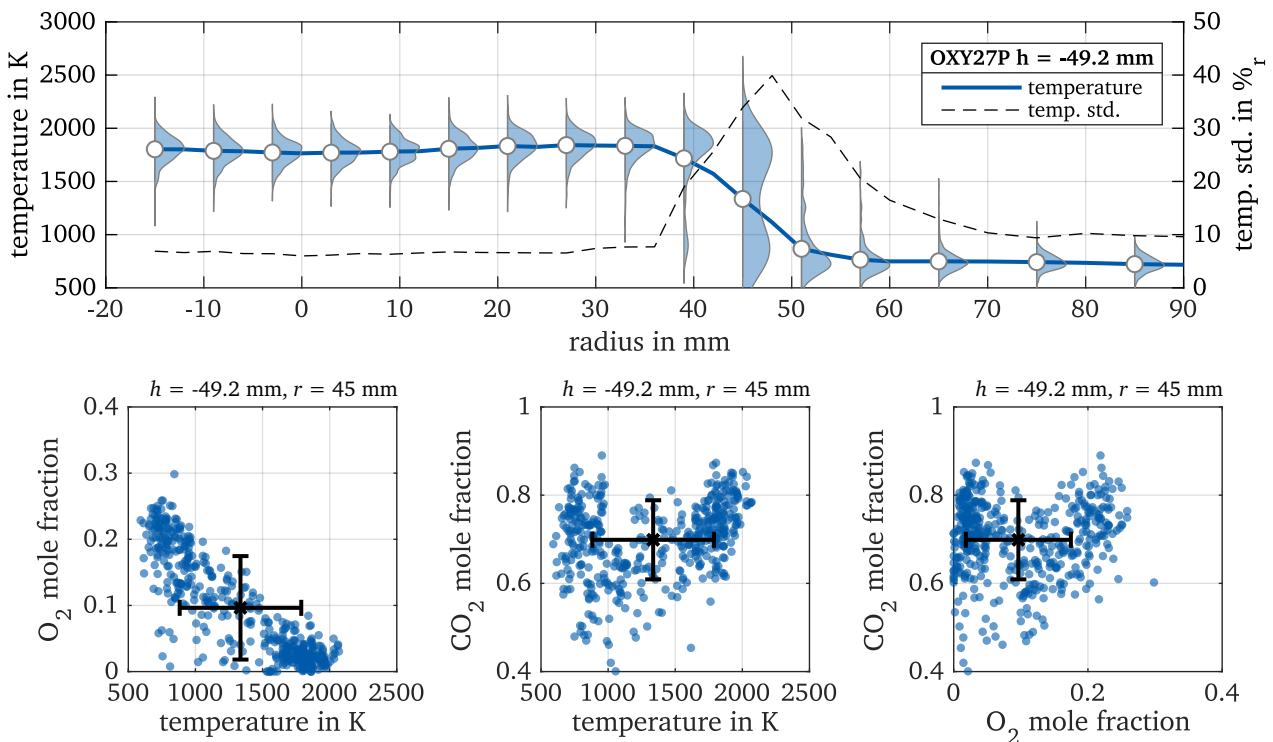 3000
2500
2000
1500
1000
500
temperature in K
50
40
30
20
10
0
temp. std. in %r
OXY27P h = -49.2 mm
temperature
temp. std.
-20 -10 0 10 20 30 40 50 60 70 80 90
radius in mm
h = -49.2 mm, r = 45 mm
0.4
0.3
0.2
0.1
0
O2 mole fraction
500 1000 1500 2000 2500
temperature in K
h = -49.2 mm, r = 45 mm
1
0.8
0.6
0.4
CO2 mole fraction
500 1000 1500 2000 2500
temperature in K
h = -49.2 mm, r = 45 mm
1
0.8
0.6
0.4
CO2 mole fraction
0 0.2 0.4
O2 mole fraction